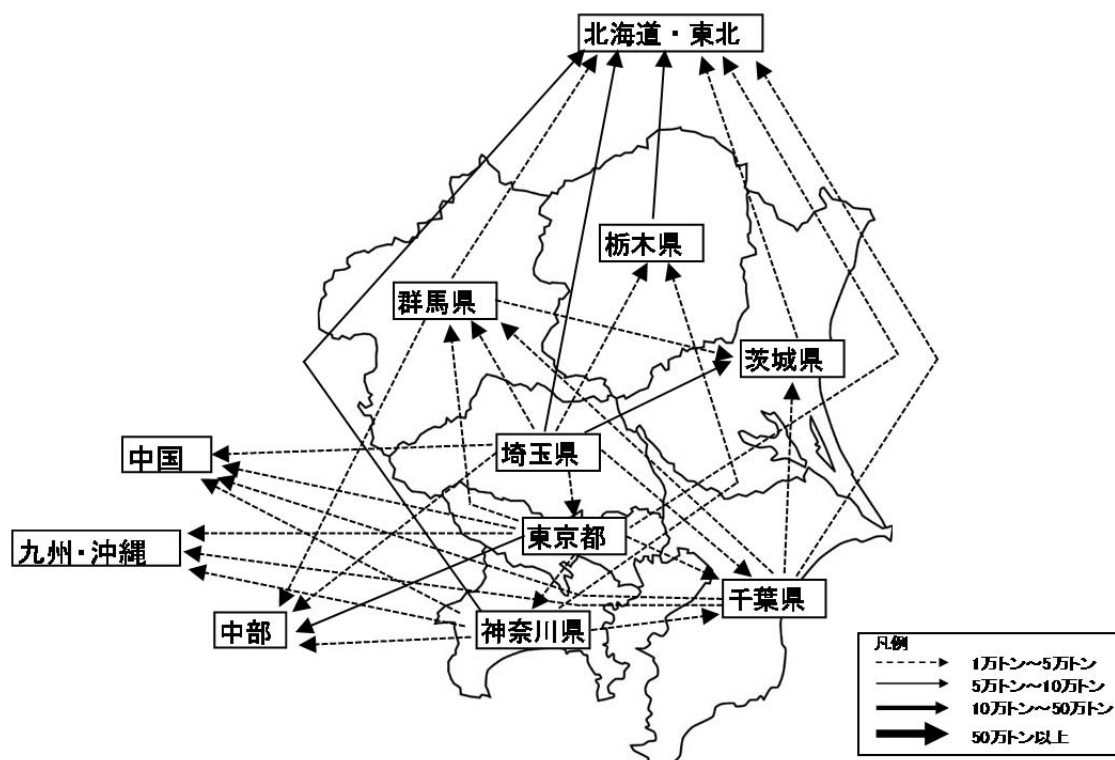 北海道・東北
栃木県
群馬県
茨城県
埼玉県
中国
東京都
九州・沖縄
千葉県
中部
神奈川県
凡例
1万トン～5万トン
5万トン～10万トン
10万トン～50万トン
50万トン以上